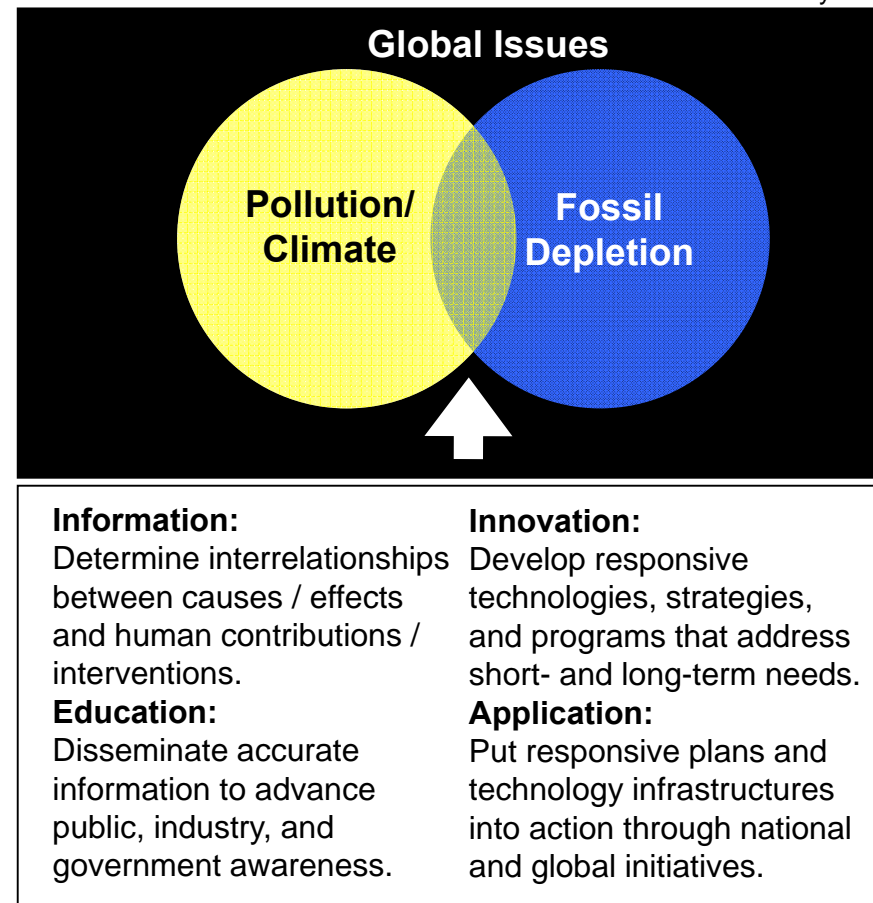 Global Issues
Pollution/
Climate
Fossil
Depletion
Information:
Determine interrelationships
between causes / effects
and human contributions /
interventions.
Education:
Disseminate accurate
information to advance
public, industry, and
government awareness.
Innovation:
Develop responsive
technologies, strategies,
and programs that address
short- and long-term needs.
Application:
Put responsive plans and
technology infrastructures
into action through national
and global initiatives.